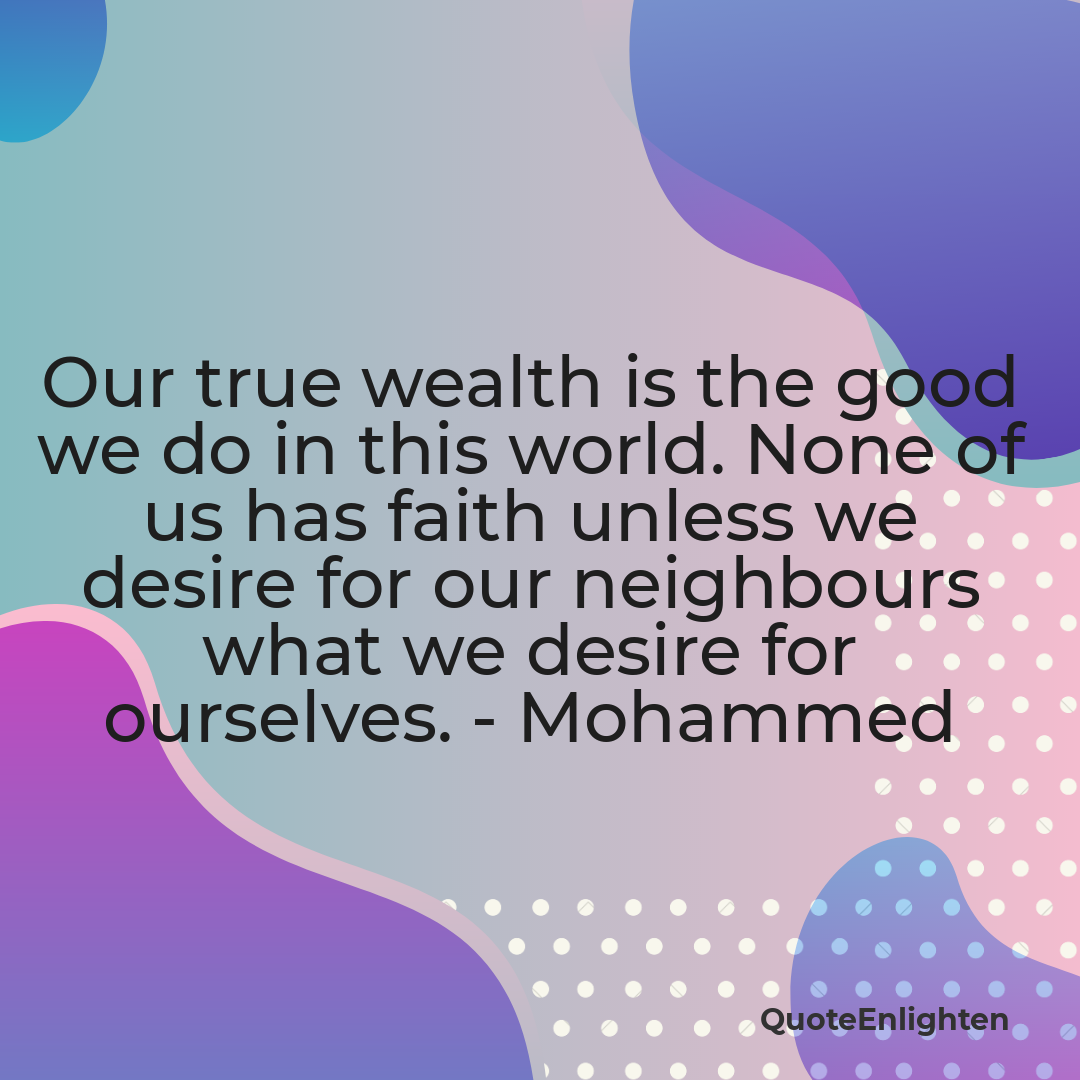 Our true wealth is the good
we do in this world. None of
us has faith unless we
desire for our neighbours
what we desire for
ourselves. - Mohammed
QuoteEnlighten